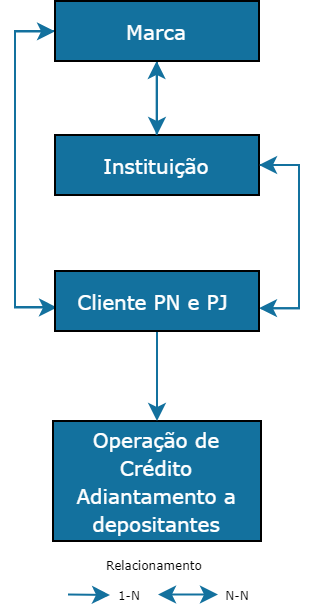 Marca
Instituição
Cliente PN e PJ
Operação de
Crédito
Adiantamento a
depositantes
Relacionamento
1-N
N-N